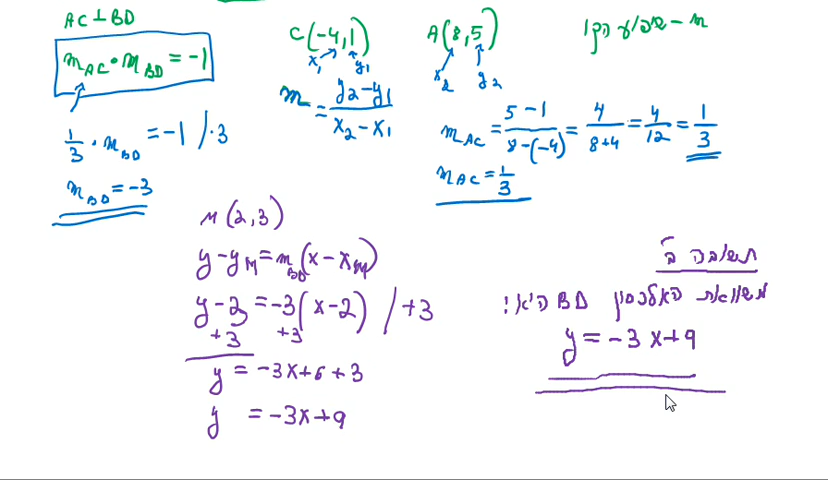 AC⊥BD
m_AC · m_BD = -1
1/3 · m_BD = -1 /·3
m_BD = -3
C(-4,1)
x₁ y₁
m = (y2-y1)/(x2-x1)
A(8,5)
x₂ y₂
m - שיפוע הקו
m_AC = (5-1)/(8-(-4)) = 4/(8+4) = 4/12 = 1/3
m_AC = 1/3
M(2,3)
y-y_M = m_BD(x-x_M)
y-3 = -3(x-2) /+3
+3 +3
y = -3x+6+3
y = -3x+9
תשובה ב
משוואת האלכסון BD היא:
y = -3x+9